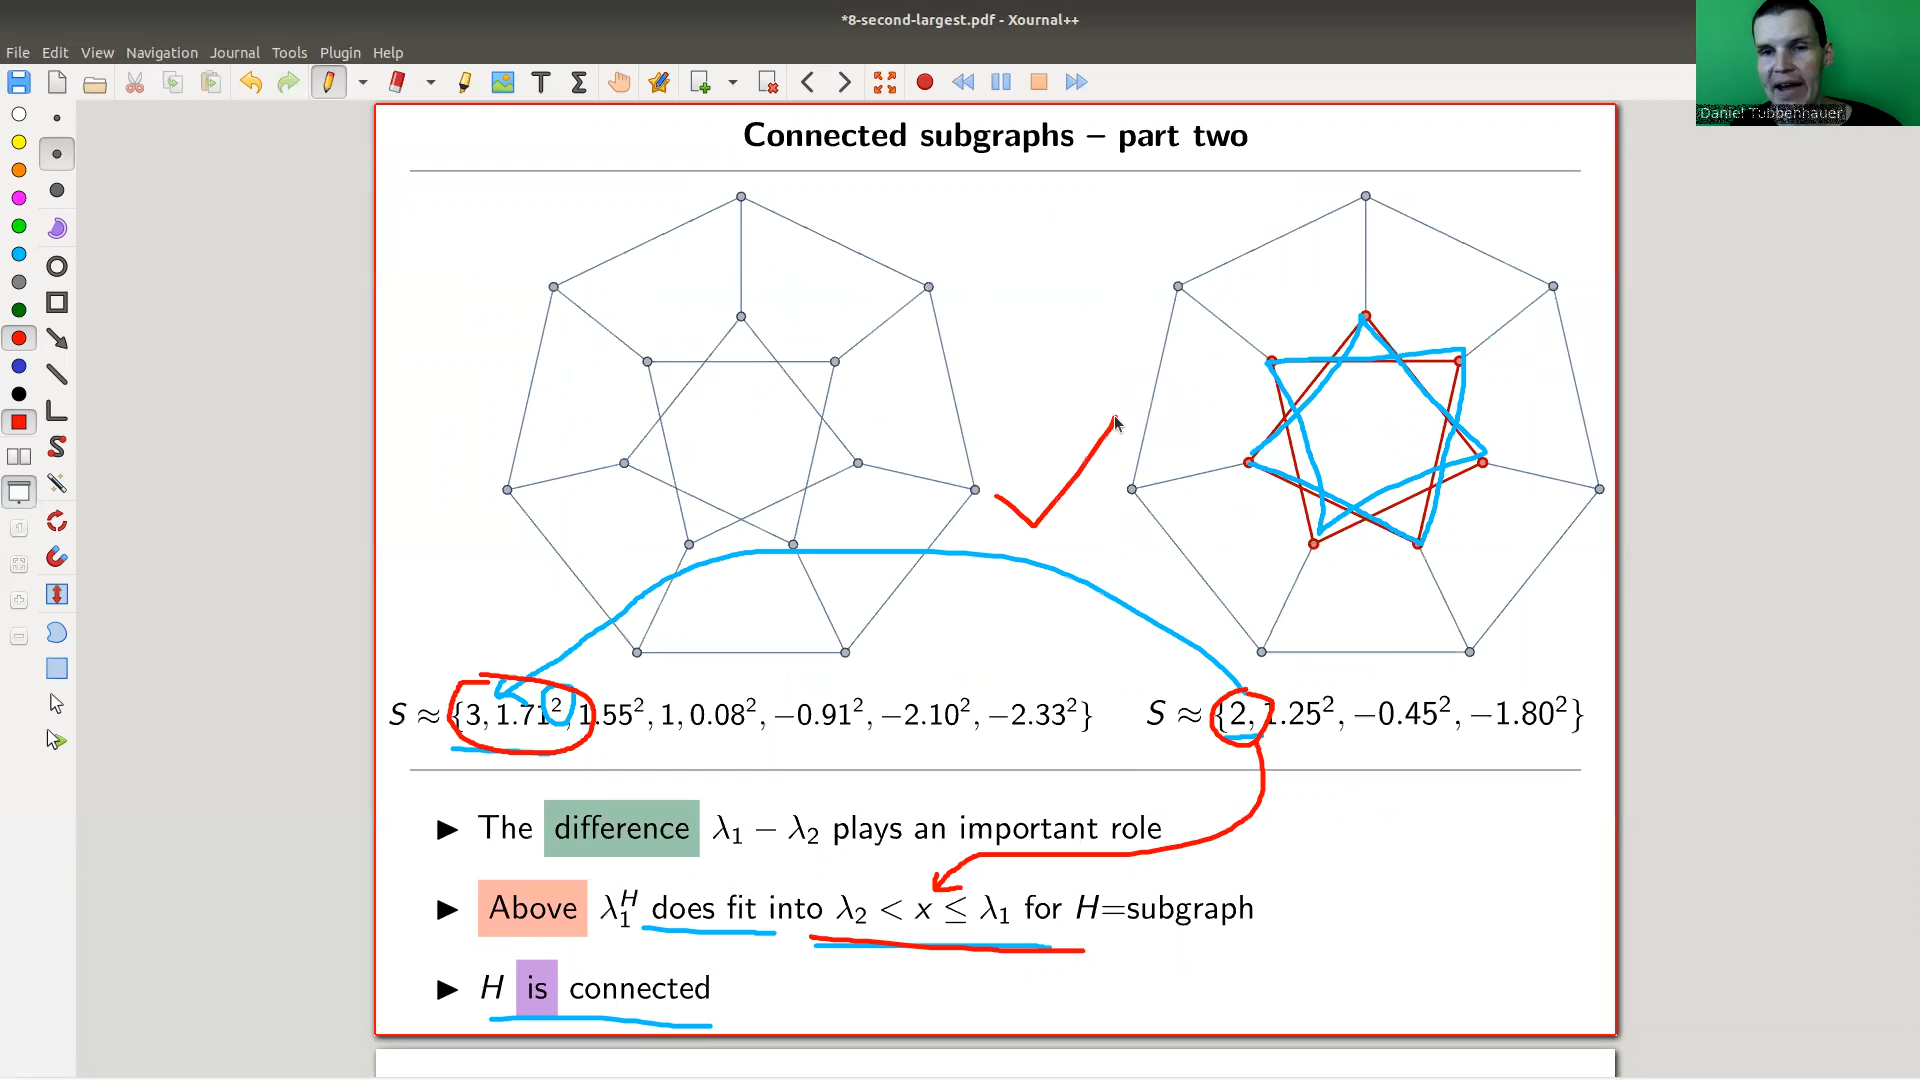 *8-second-largest.pdf - Xournal++
File Edit View Navigation Journal Tools Plugin Help
Daniel Tubbenhauer
Connected subgraphs – part two
S ≈ {3, 1.71², 1.55², 1, 0.08², −0.91², −2.10², −2.33²}
S ≈ {2, 1.25², −0.45², −1.80²}
▶ The difference λ₁ − λ₂ plays an important role
▶ Above λ₁ᴴ does fit into λ₂ < x ≤ λ₁ for H=subgraph
▶ H is connected